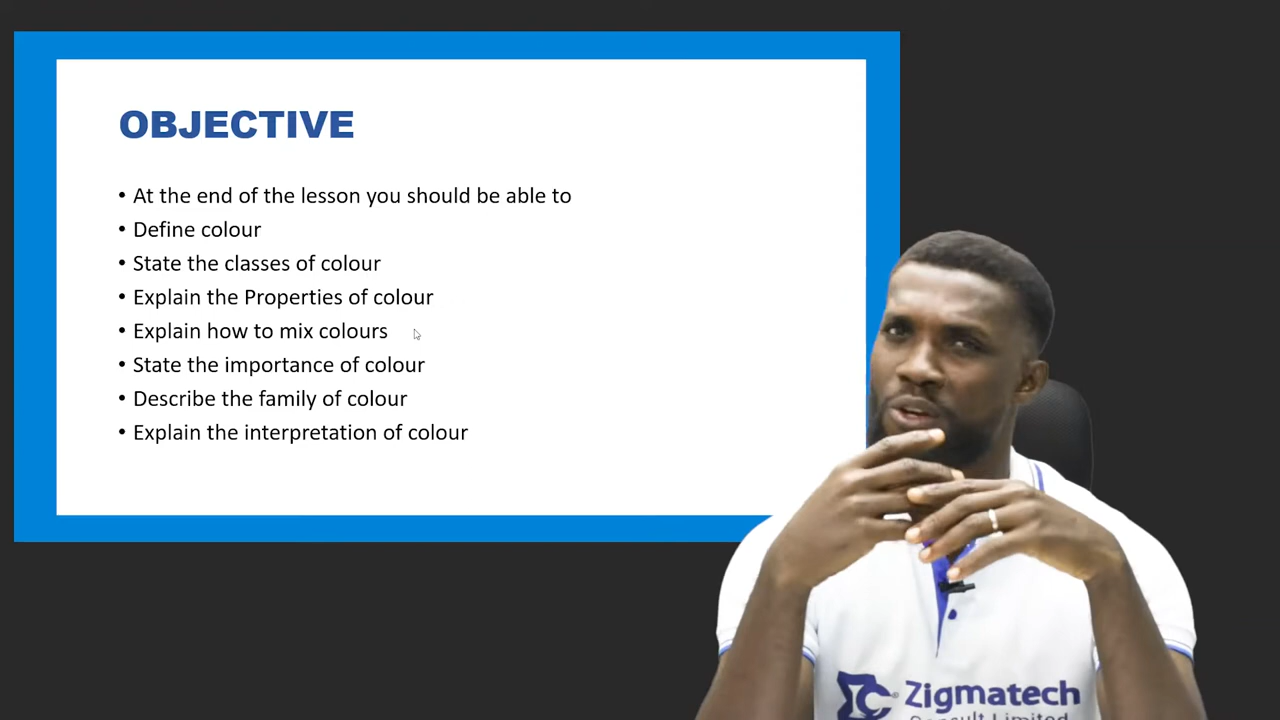 OBJECTIVE
• At the end of the lesson you should be able to
• Define colour
• State the classes of colour
• Explain the Properties of colour
• Explain how to mix colours
• State the importance of colour
• Describe the family of colour
• Explain the interpretation of colour
Zigmatech
Consult Limited